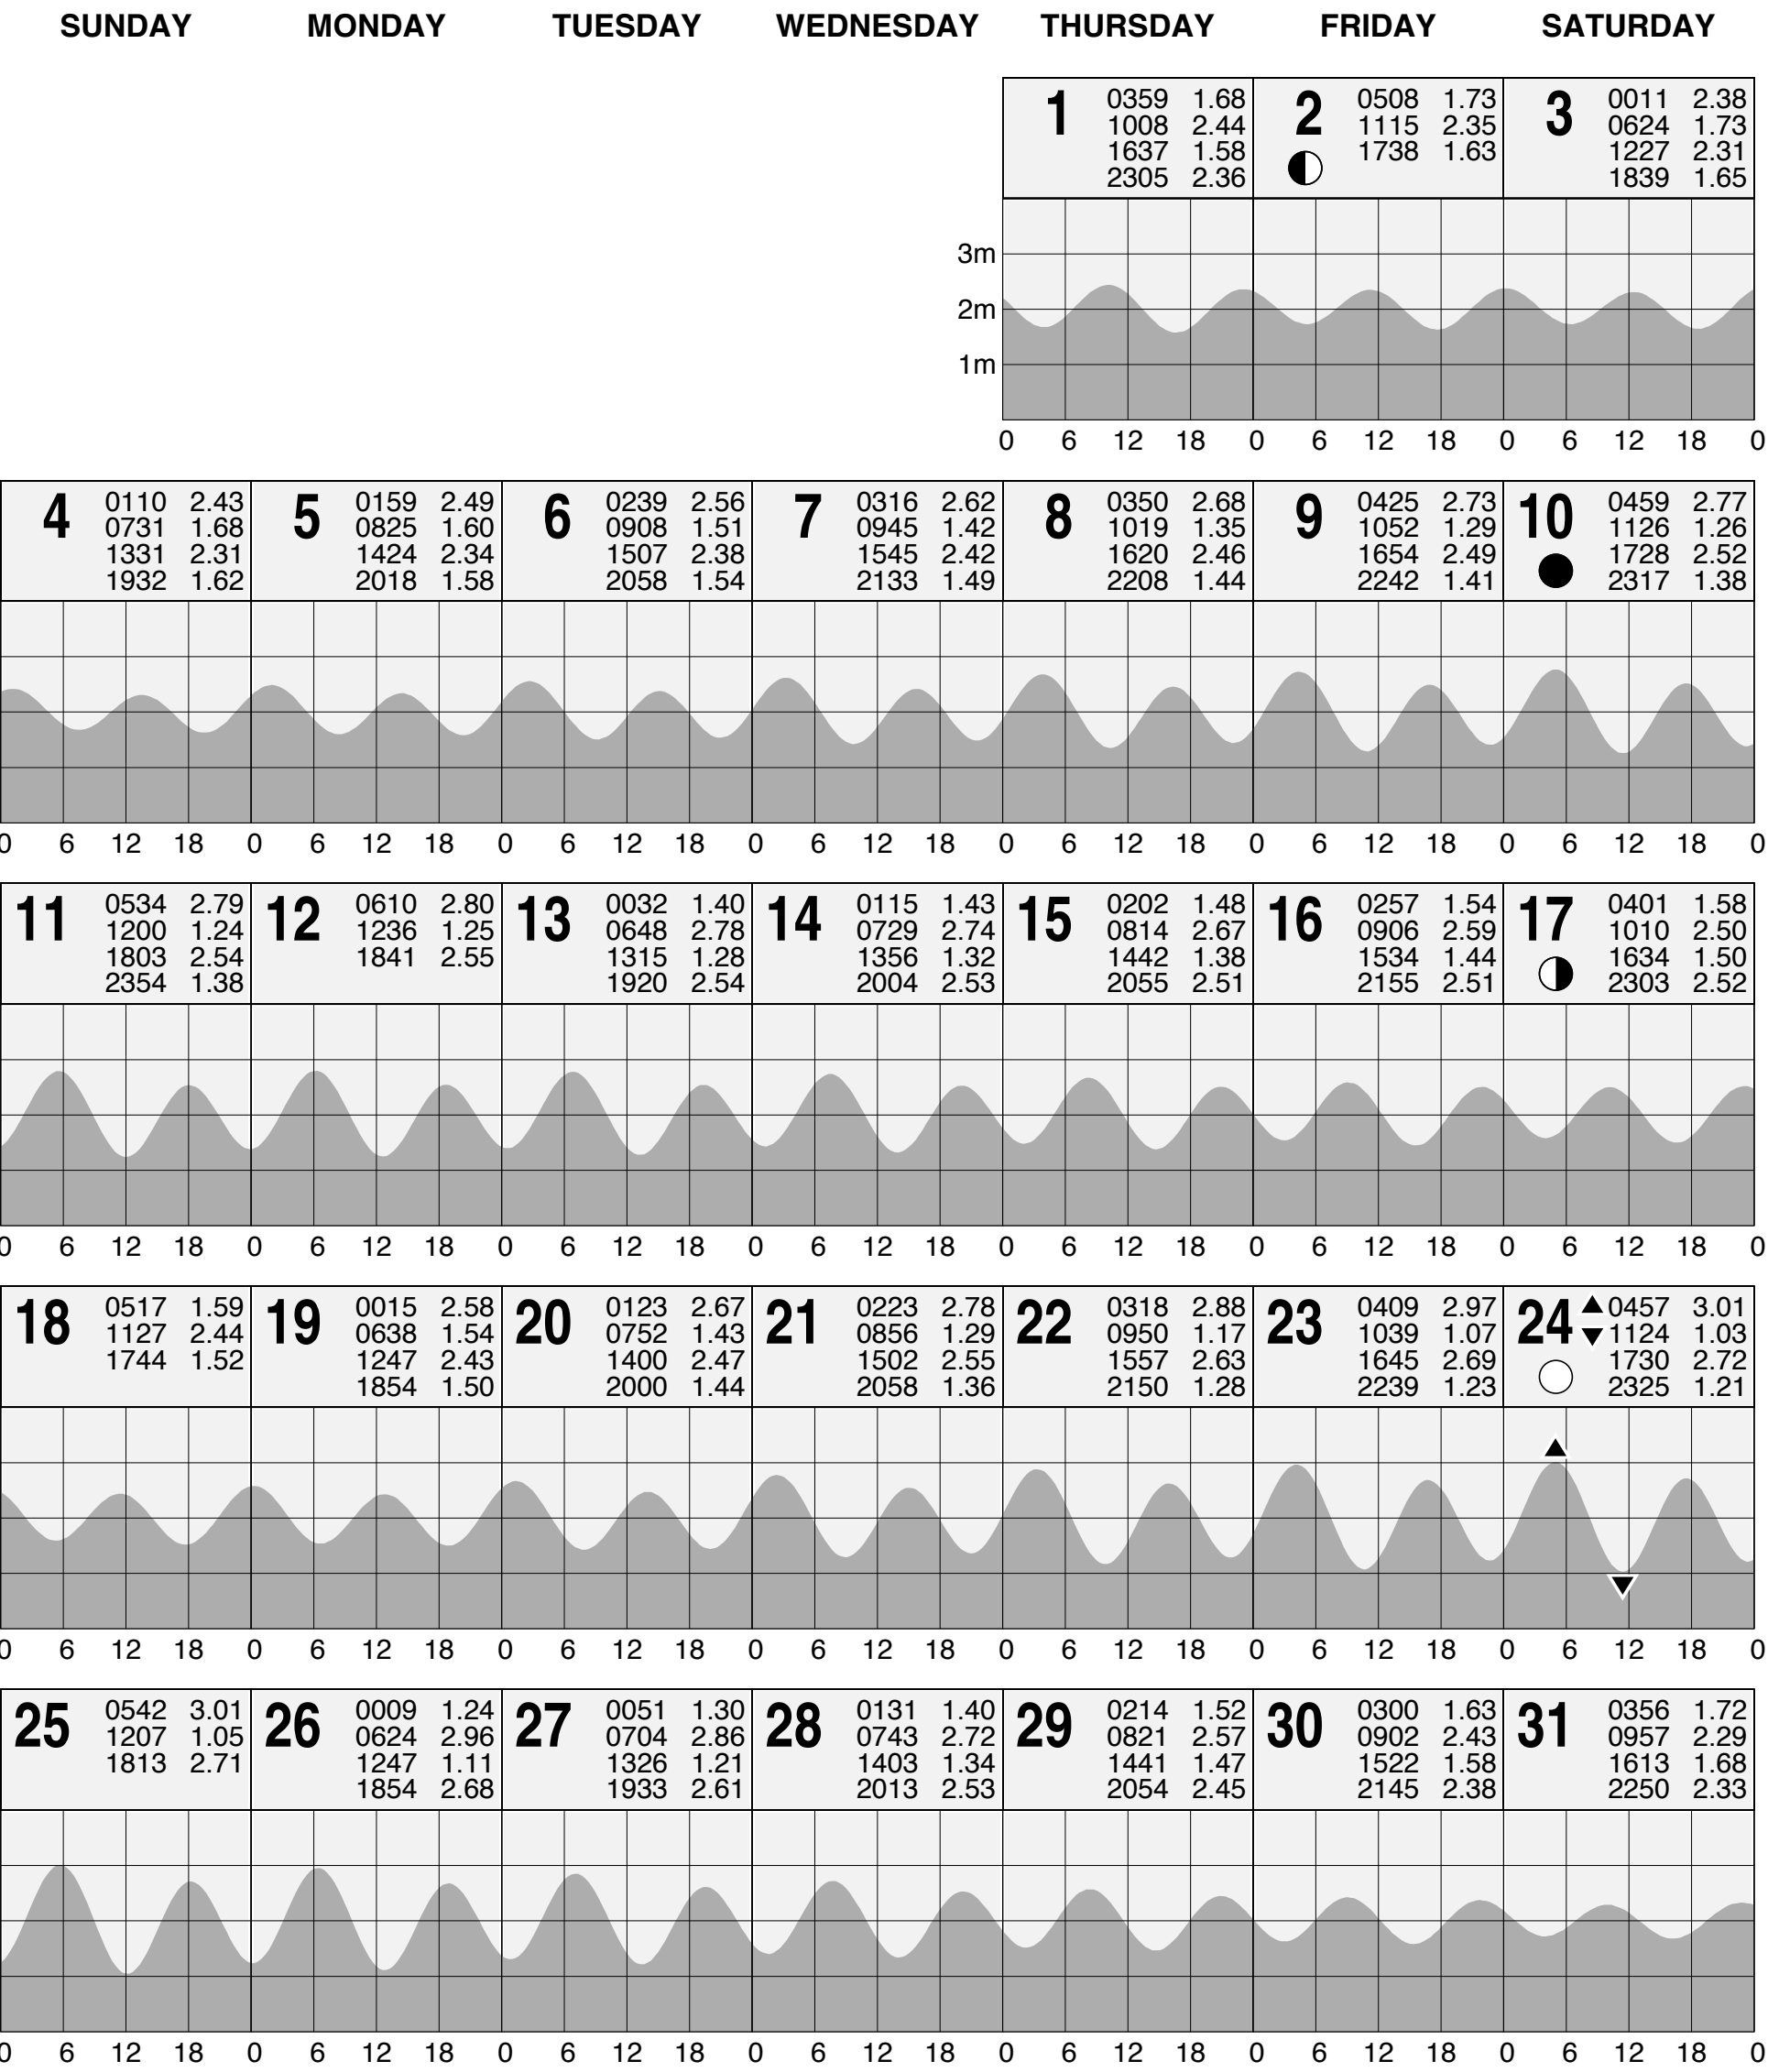 SUNDAY MONDAY TUESDAY WEDNESDAY THURSDAY FRIDAY SATURDAY
1 0359 1.68
1008 2.44
1637 1.58
2305 2.36
2 0508 1.73
1115 2.35
1738 1.63
3 0011 2.38
0624 1.73
1227 2.31
1839 1.65
3m
2m
1m
0 6 12 18 0 6 12 18 0 6 12 18 0
4 0110 2.43
0731 1.68
1331 2.31
1932 1.62
5 0159 2.49
0825 1.60
1424 2.34
2018 1.58
6 0239 2.56
0908 1.51
1507 2.38
2058 1.54
7 0316 2.62
0945 1.42
1545 2.42
2133 1.49
8 0350 2.68
1019 1.35
1620 2.46
2208 1.44
9 0425 2.73
1052 1.29
1654 2.49
2242 1.41
10 0459 2.77
1126 1.26
1728 2.52
2317 1.38
0 6 12 18 0 6 12 18 0 6 12 18 0 6 12 18 0 6 12 18 0 6 12 18 0 6 12 18 0
11 0534 2.79
1200 1.24
1803 2.54
2354 1.38
12 0610 2.80
1236 1.25
1841 2.55
13 0032 1.40
0648 2.78
1315 1.28
1920 2.54
14 0115 1.43
0729 2.74
1356 1.32
2004 2.53
15 0202 1.48
0814 2.67
1442 1.38
2055 2.51
16 0257 1.54
0906 2.59
1534 1.44
2155 2.51
17 0401 1.58
1010 2.50
1634 1.50
2303 2.52
0 6 12 18 0 6 12 18 0 6 12 18 0 6 12 18 0 6 12 18 0 6 12 18 0 6 12 18 0
18 0517 1.59
1127 2.44
1744 1.52
19 0015 2.58
0638 1.54
1247 2.43
1854 1.50
20 0123 2.67
0752 1.43
1400 2.47
2000 1.44
21 0223 2.78
0856 1.29
1502 2.55
2058 1.36
22 0318 2.88
0950 1.17
1557 2.63
2150 1.28
23 0409 2.97
1039 1.07
1645 2.69
2239 1.23
24 0457 3.01
1124 1.03
1730 2.72
2325 1.21
0 6 12 18 0 6 12 18 0 6 12 18 0 6 12 18 0 6 12 18 0 6 12 18 0 6 12 18 0
25 0542 3.01
1207 1.05
1813 2.71
26 0009 1.24
0624 2.96
1247 1.11
1854 2.68
27 0051 1.30
0704 2.86
1326 1.21
1933 2.61
28 0131 1.40
0743 2.72
1403 1.34
2013 2.53
29 0214 1.52
0821 2.57
1441 1.47
2054 2.45
30 0300 1.63
0902 2.43
1522 1.58
2145 2.38
31 0356 1.72
0957 2.29
1613 1.68
2250 2.33
0 6 12 18 0 6 12 18 0 6 12 18 0 6 12 18 0 6 12 18 0 6 12 18 0 6 12 18 0